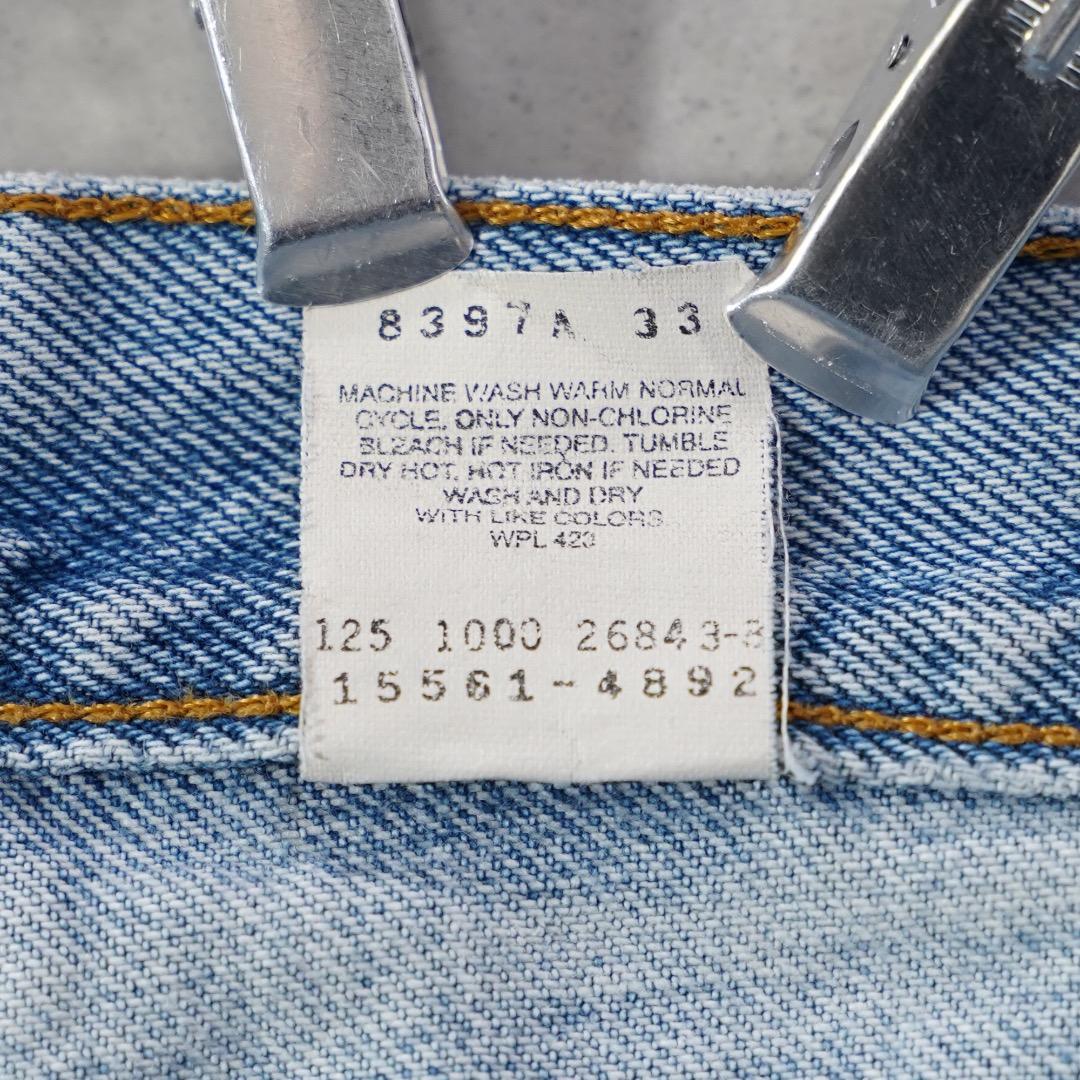 8397A 33
MACHINE WASH WARM NORMAL
CYCLE. ONLY NON-CHLORINE
BLEACH IF NEEDED. TUMBLE
DRY HOT. HOT IRON IF NEEDED
WASH AND DRY
WITH LIKE COLORS
WPL 423
125 1000 26843-3
15561-4892